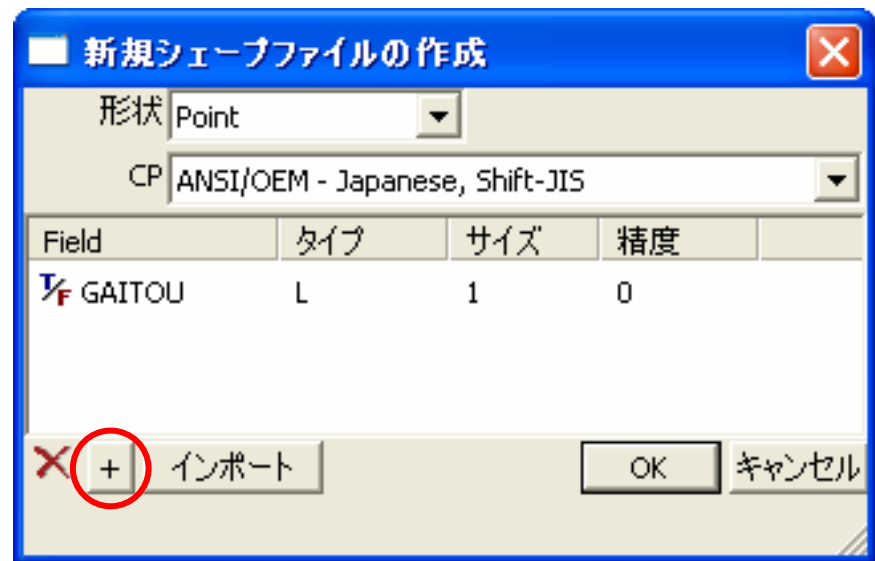 新規シェープファイルの作成
形状 Point
CP ANSI/OEM - Japanese, Shift-JIS
Field タイプ サイズ 精度
T/F GAITOU L 1 0
+ インポート OK キャンセル